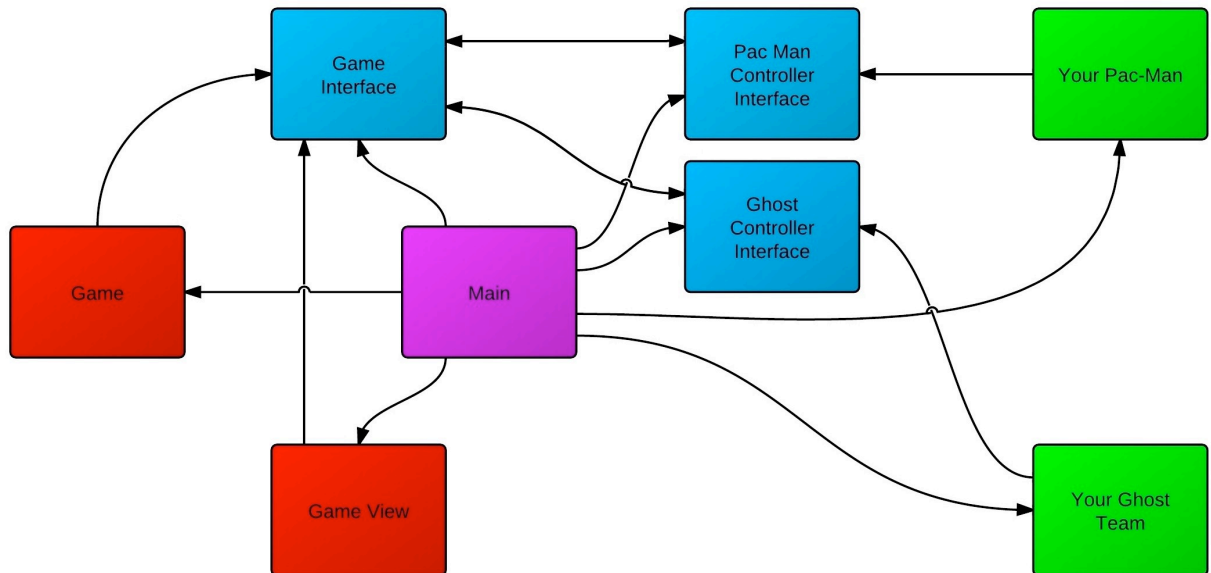 Game
Interface
Pac Man
Controller
Interface
Your Pac-Man
Ghost
Controller
Interface
Game
Main
Game View
Your Ghost
Team